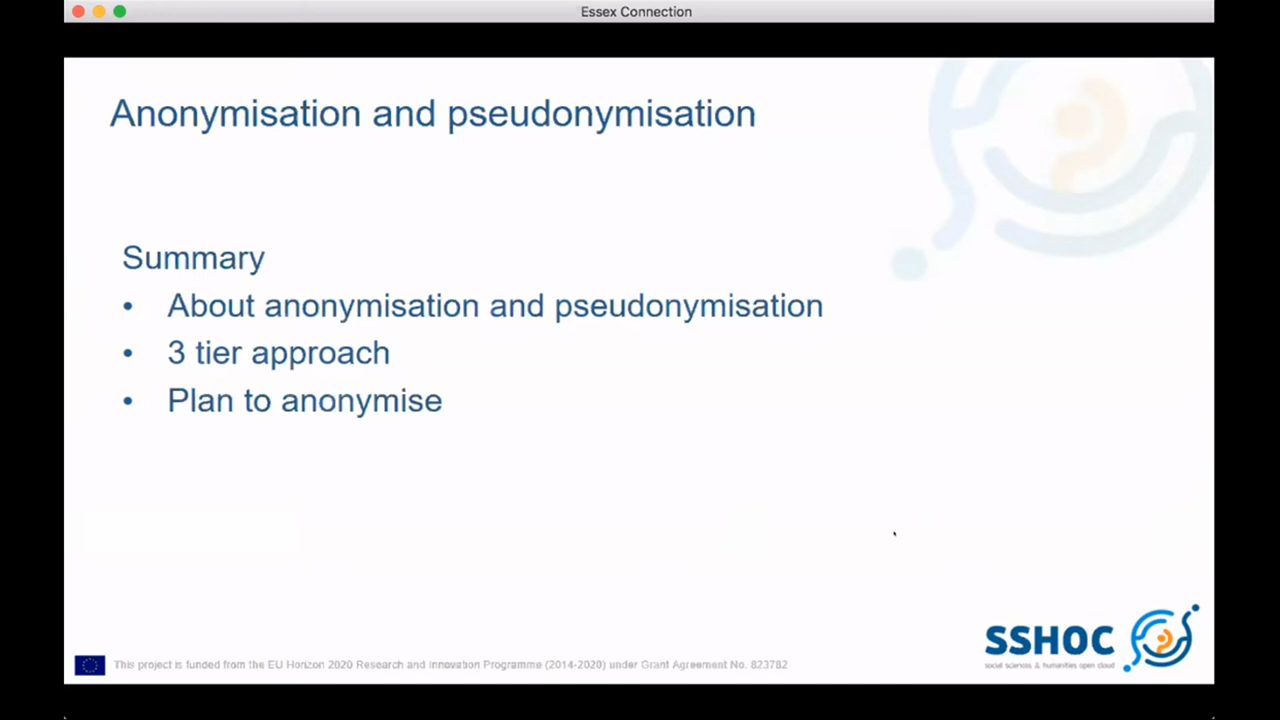 Essex Connection
Anonymisation and pseudonymisation
Summary
• About anonymisation and pseudonymisation
• 3 tier approach
• Plan to anonymise
SSHOC
social sciences & humanities open cloud
This project is funded from the EU Horizon 2020 Research and Innovation Programme (2014-2020) under Grant Agreement No. 823782